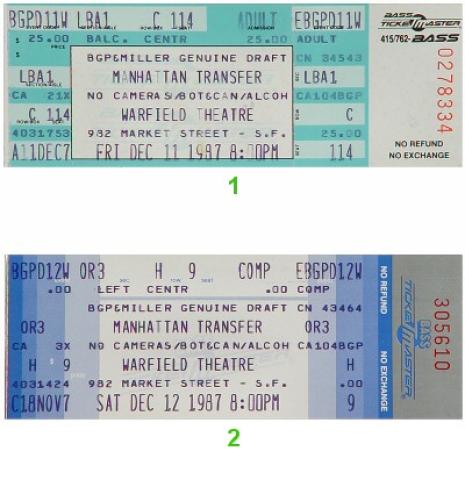 BGPD11W LBA1 C 114 ADULT EBGPD11W
$ 25.00 BALC. CENTR $ 25.00 ADULT
PRICE ADMISSION
BGP&MILLER GENUINE DRAFT CN 34543
LBA1 MANHATTAN TRANSFER LBA1
CA 21X NO CAMERAS/BOT&CAN/ALCOH CA104BGP
C 114 WARFIELD THEATRE C
4031753 982 MARKET STREET - S.F. $ 25.00
A11DEC7 FRI DEC 11 1987 8:00PM 114
BASS
TICKETMASTER
415/762-BASS
0278334
NO REFUND
NO EXCHANGE
1
BGPD12W OR3 H 9 COMP EBGPD12W
.00 LEFT CENTR .00 COMP
BGP&MILLER GENUINE DRAFT CN 43464
OR3 MANHATTAN TRANSFER OR3
CA 3X NO CAMERAS/BOT&CAN/ALCOH CA104BGP
H 9 WARFIELD THEATRE H
4031424 982 MARKET STREET - S.F. .00
C18NOV7 SAT DEC 12 1987 8:00PM 9
NO REFUND
NO EXCHANGE
BASS
TICKETMASTER
305610
2